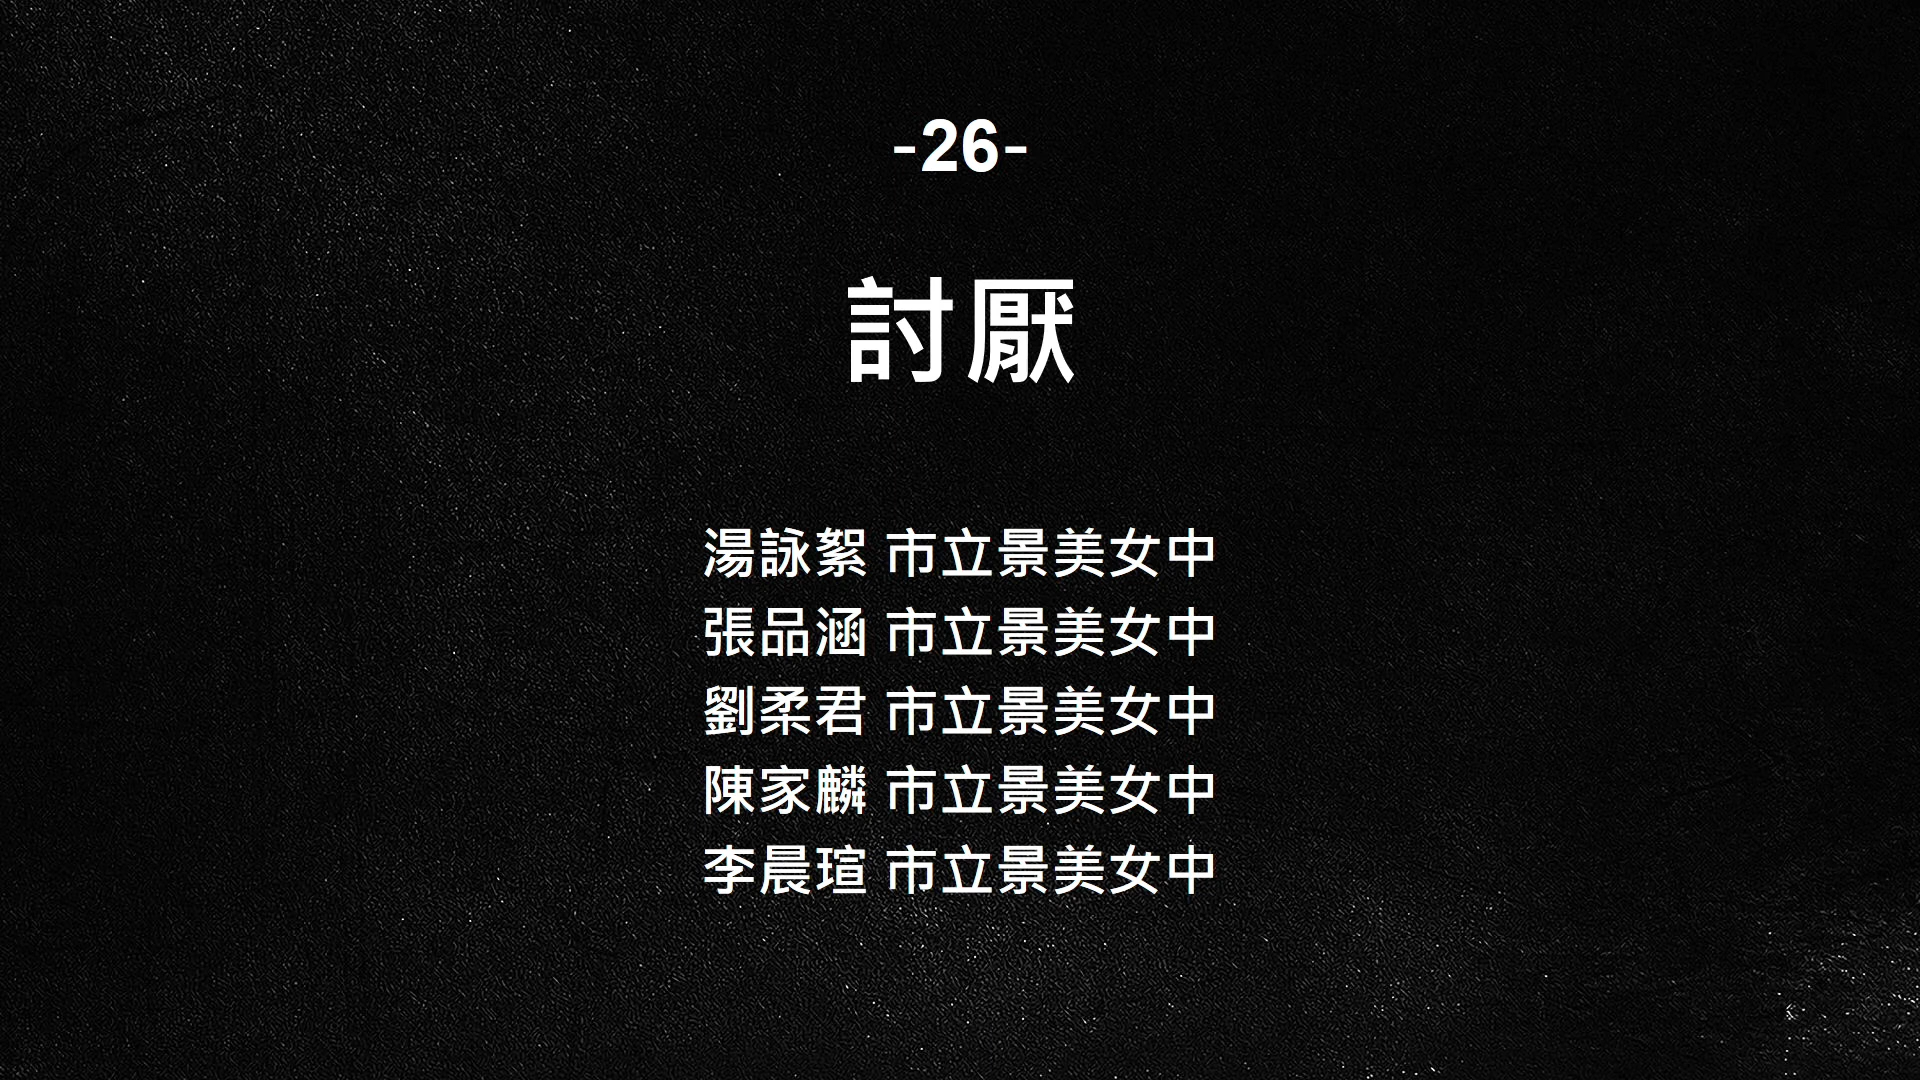 -26-
討厭
湯詠絮 市立景美女中
張品涵 市立景美女中
劉柔君 市立景美女中
陳家麟 市立景美女中
李晨瑄 市立景美女中